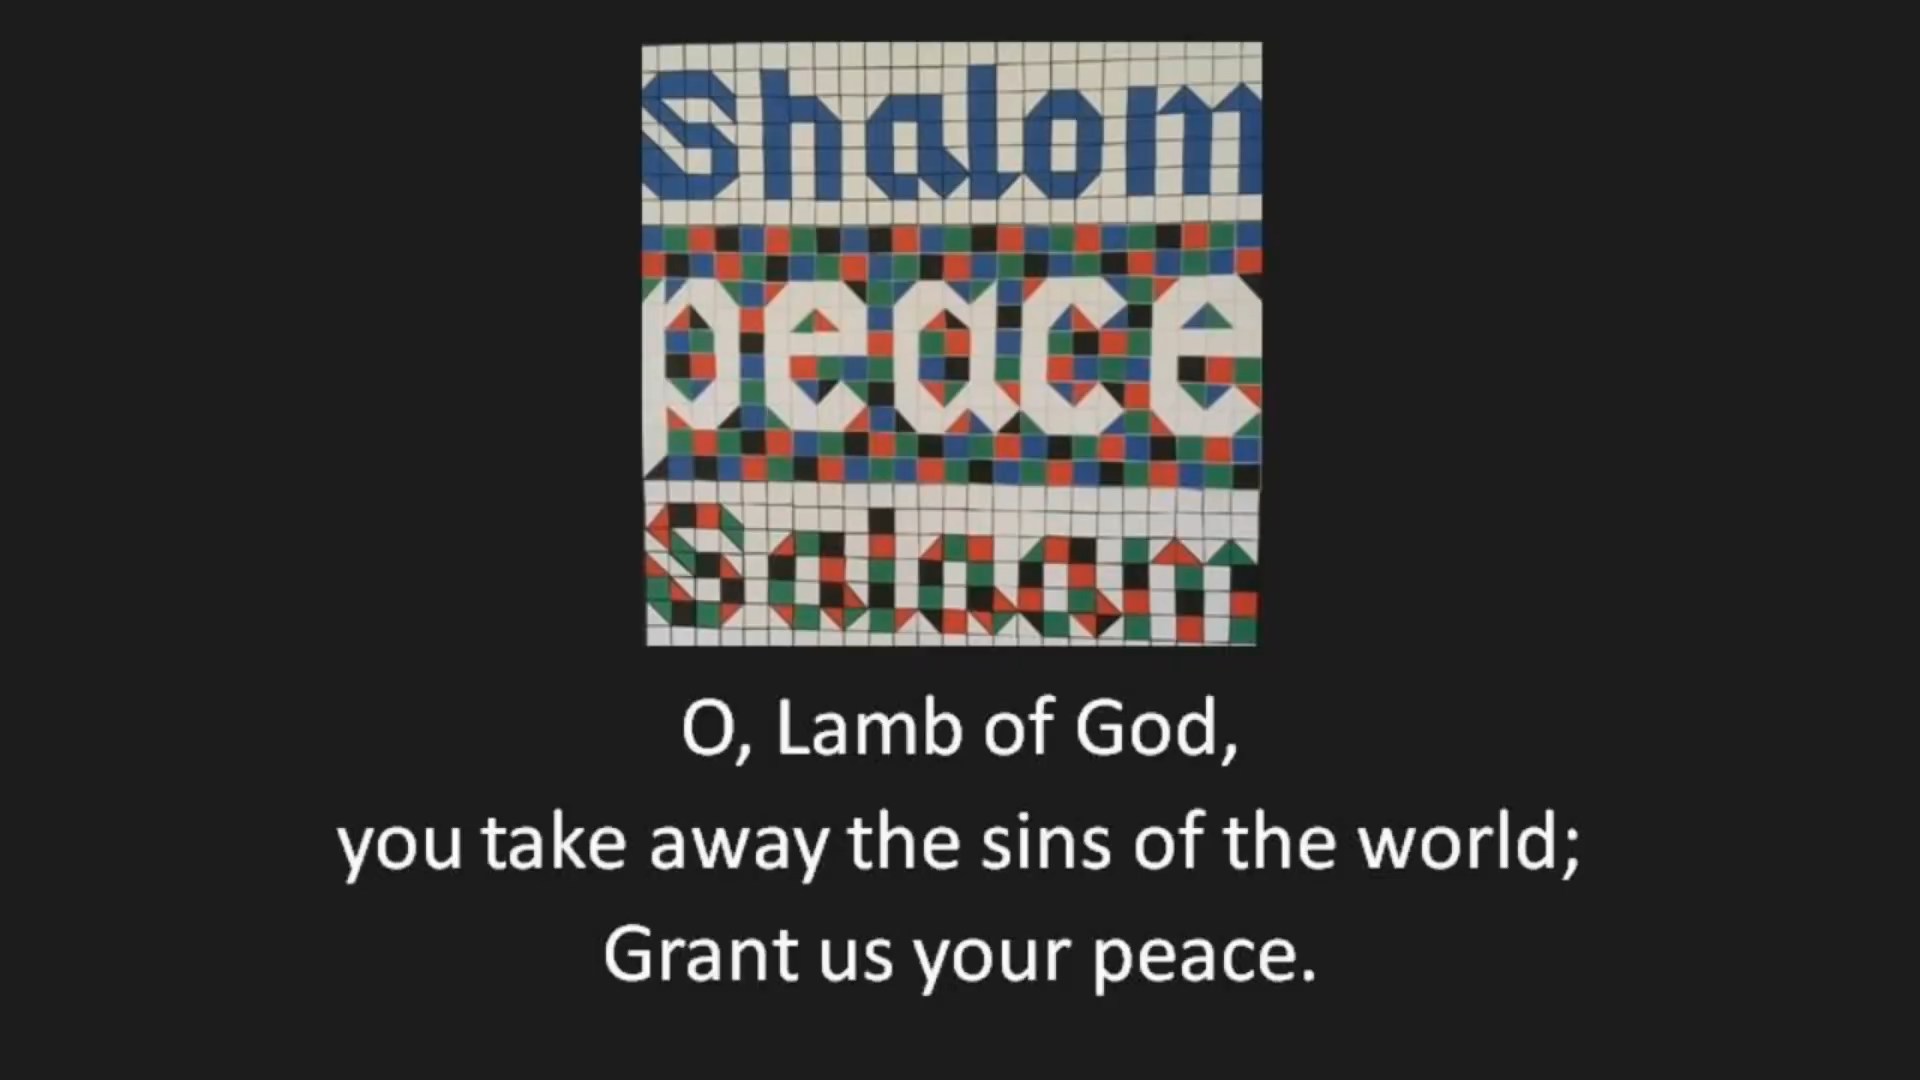 Shalom
peace
Salaam
O, Lamb of God,
you take away the sins of the world;
Grant us your peace.